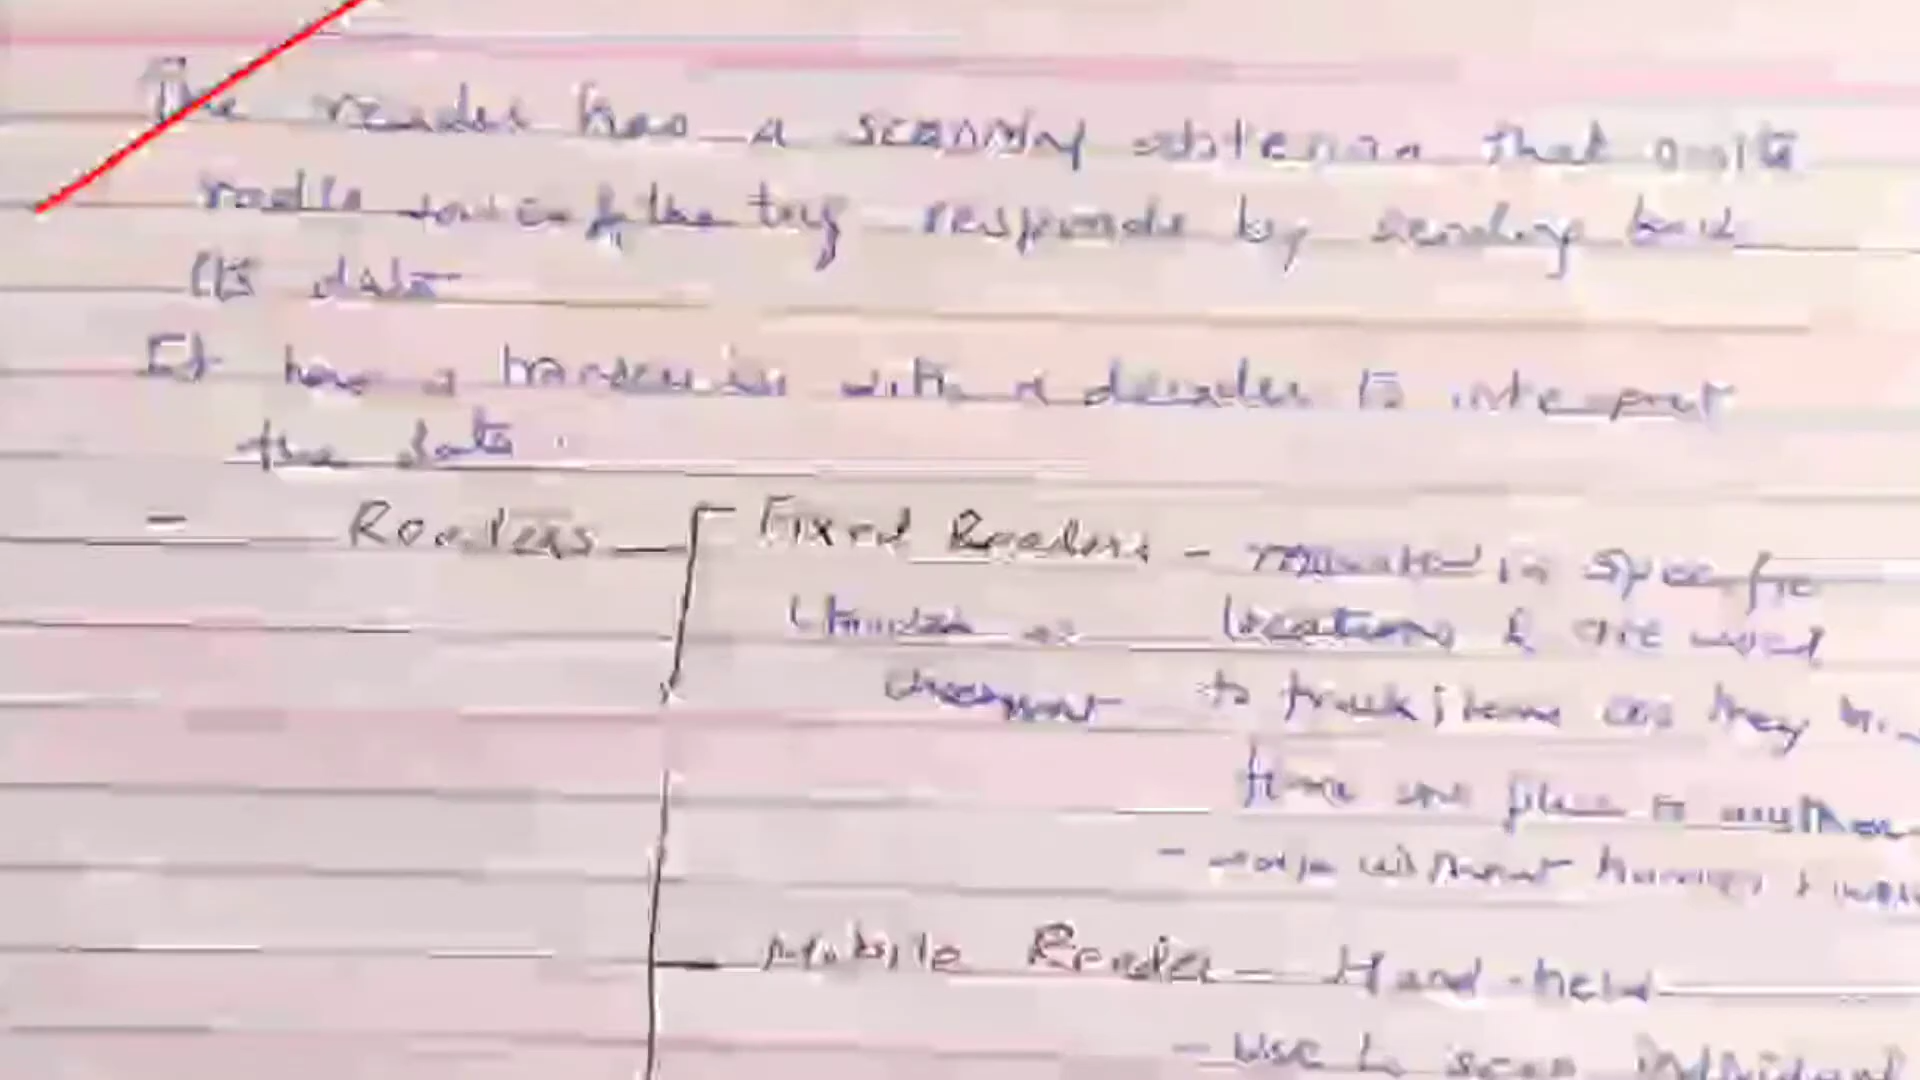 The reader has a scanning antenna that emits
radio & the tag responds by sending back
its data
It has a transceiver with a decoder to interpret
the data.
- Readers Fixed Readers - mounted in specific
locations & are used
to track items as they
time one place to another
- work without human
Mobile Reader - Hand-held
- use to scan individual